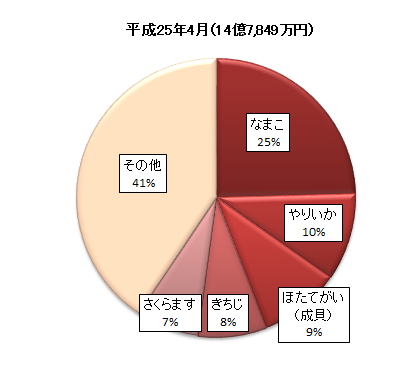 平成25年4月(14億7,849万円)
なまこ
25%
やりいか
10%
ほたてがい
(成貝)
9%
きちじ
8%
さくらます
7%
その他
41%